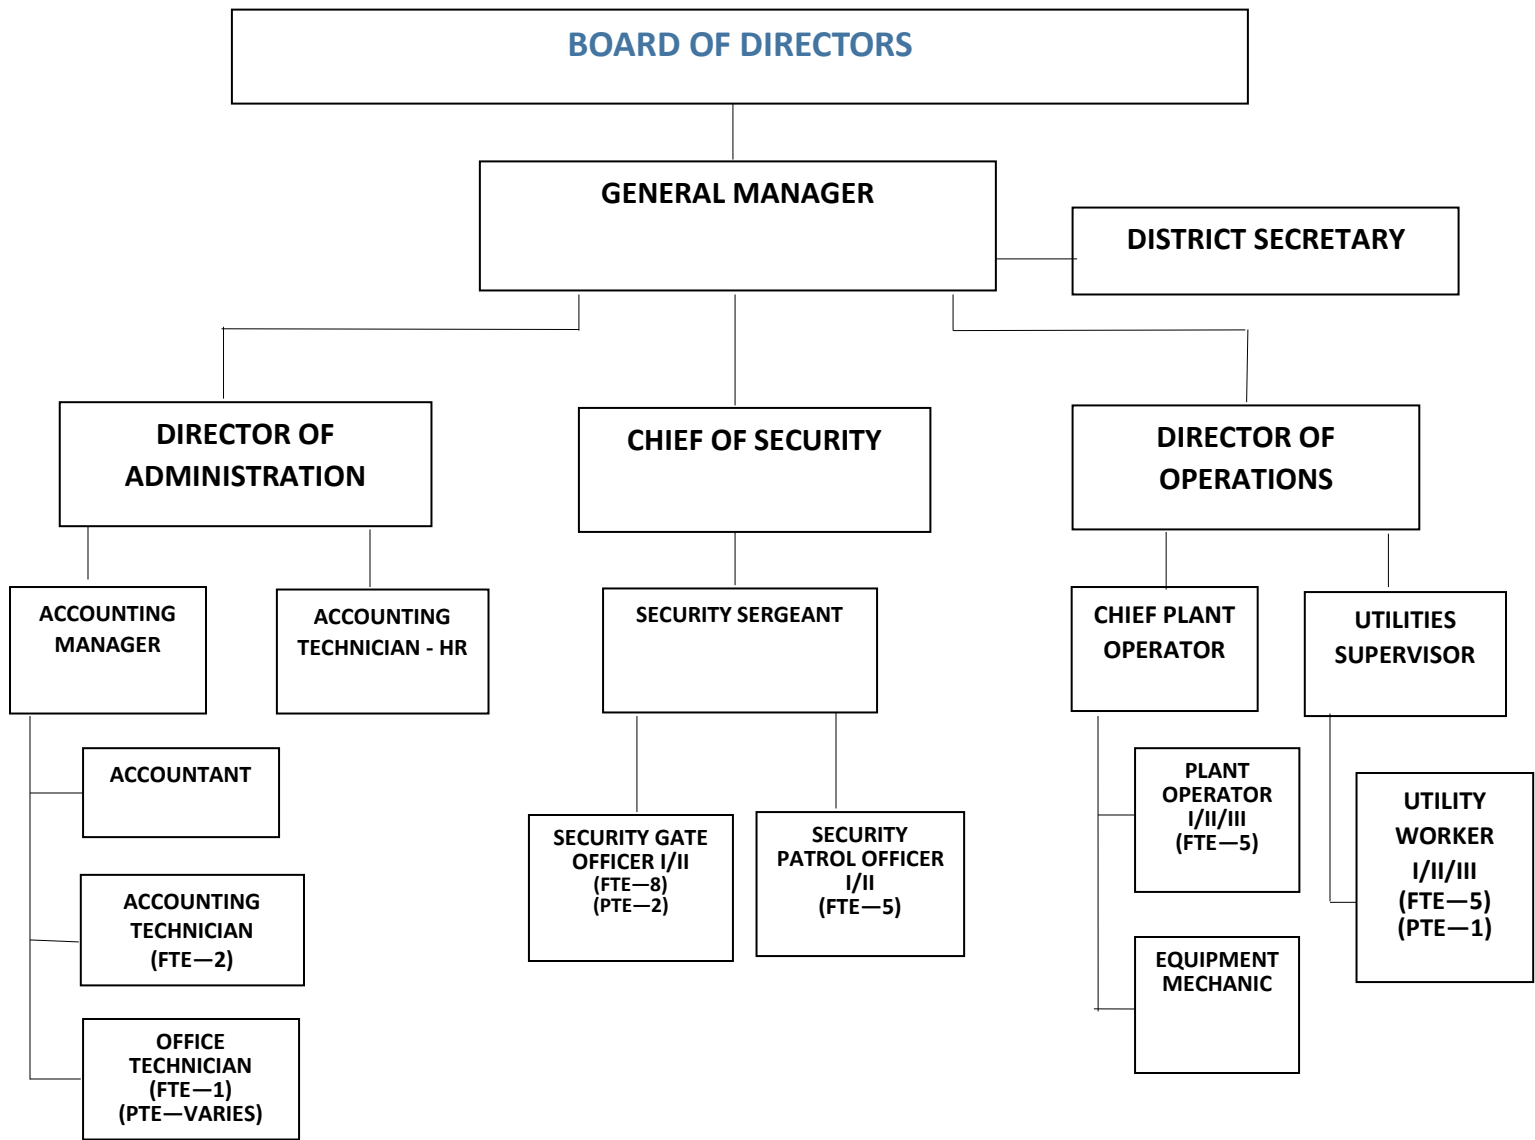 BOARD OF DIRECTORS
GENERAL MANAGER
DISTRICT SECRETARY
DIRECTOR OF
ADMINISTRATION
CHIEF OF SECURITY
DIRECTOR OF
OPERATIONS
ACCOUNTING
MANAGER
ACCOUNTING
TECHNICIAN - HR
SECURITY SERGEANT
CHIEF PLANT
OPERATOR
UTILITIES
SUPERVISOR
ACCOUNTANT
ACCOUNTING
TECHNICIAN
(FTE—2)
OFFICE
TECHNICIAN
(FTE—1)
(PTE—VARIES)
SECURITY GATE
OFFICER I/II
(FTE—8)
(PTE—2)
SECURITY
PATROL OFFICER
I/II
(FTE—5)
PLANT
OPERATOR
I/II/III
(FTE—5)
EQUIPMENT
MECHANIC
UTILITY
WORKER
I/II/III
(FTE—5)
(PTE—1)